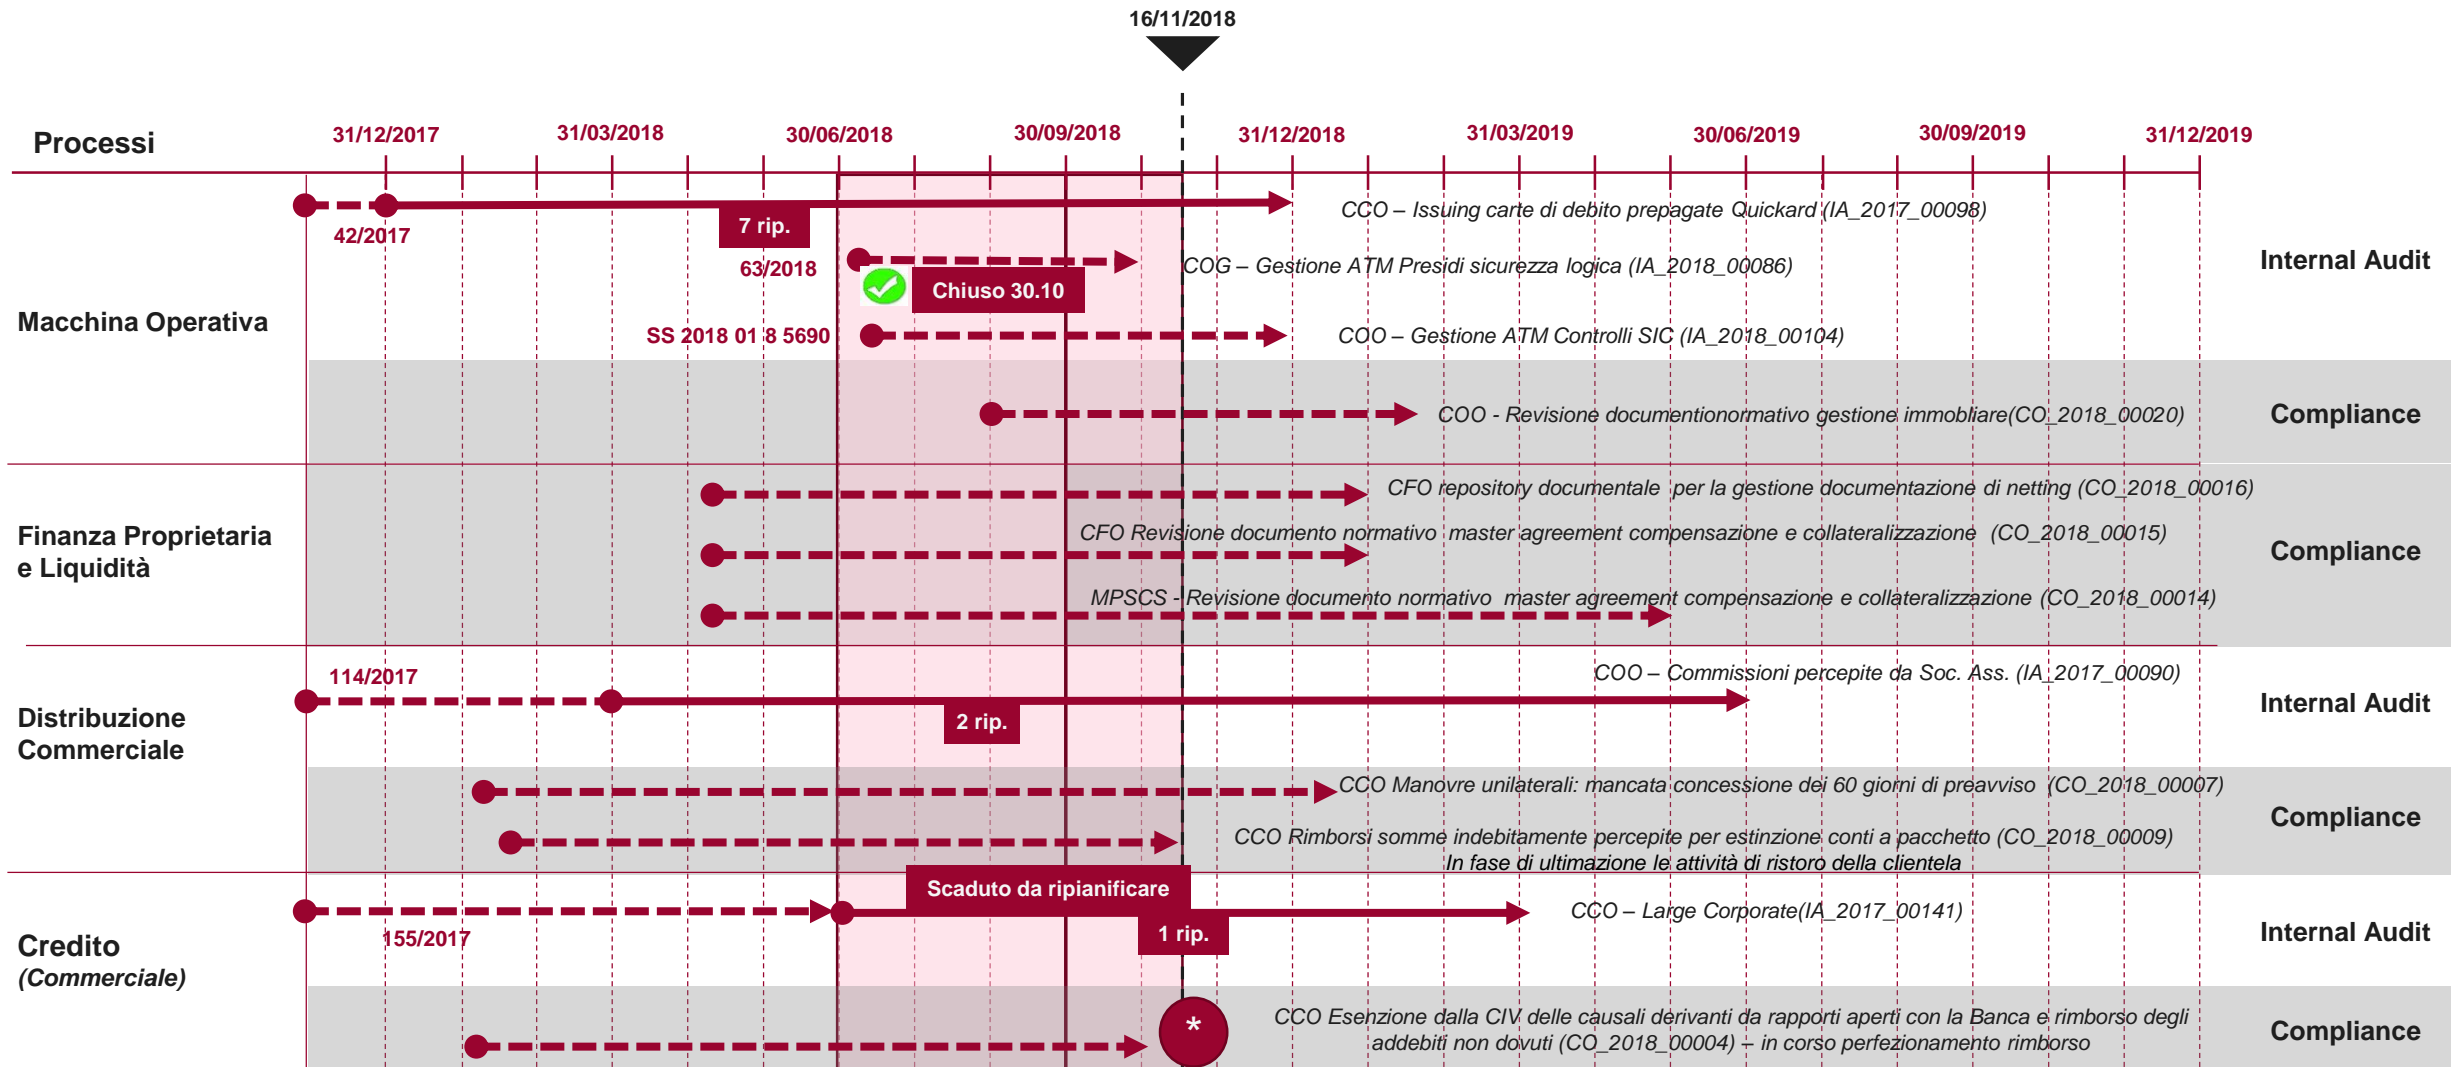 16/11/2018
Processi
31/12/2017
31/03/2018
30/06/2018
30/09/2018
31/12/2018
31/03/2019
30/06/2019
30/09/2019
31/12/2019
Macchina Operativa
42/2017
7 rip.
CCO – Issuing carte di debito prepagate Quickard (IA_2017_00098)
Internal Audit
63/2018
COG – Gestione ATM Presidi sicurezza logica (IA_2018_00086)
Chiuso 30.10
SS 2018 01 8 5690
COO – Gestione ATM Controlli SIC (IA_2018_00104)
COO - Revisione documentionormativo gestione immobliare(CO_2018_00020)
Compliance
Finanza Proprietaria
e Liquidità
CFO repository documentale per la gestione documentazione di netting (CO_2018_00016)
CFO Revisione documento normativo master agreement compensazione e collateralizzazione (CO_2018_00015)
Compliance
MPSCS - Revisione documento normativo master agreement compensazione e collateralizzazione (CO_2018_00014)
Distribuzione
Commerciale
114/2017
COO – Commissioni percepite da Soc. Ass. (IA_2017_00090)
2 rip.
Internal Audit
CCO Manovre unilaterali: mancata concessione dei 60 giorni di preavviso (CO_2018_00007)
Compliance
CCO Rimborsi somme indebitamente percepite per estinzione conti a pacchetto (CO_2018_00009)
In fase di ultimazione le attività di ristoro della clientela
Scaduto da ripianificare
Credito
(Commerciale)
155/2017
CCO – Large Corporate(IA_2017_00141)
1 rip.
Internal Audit
*
CCO Esenzione dalla CIV delle causali derivanti da rapporti aperti con la Banca e rimborso degli
addebiti non dovuti (CO_2018_00004) – in corso perfezionamento rimborso
Compliance